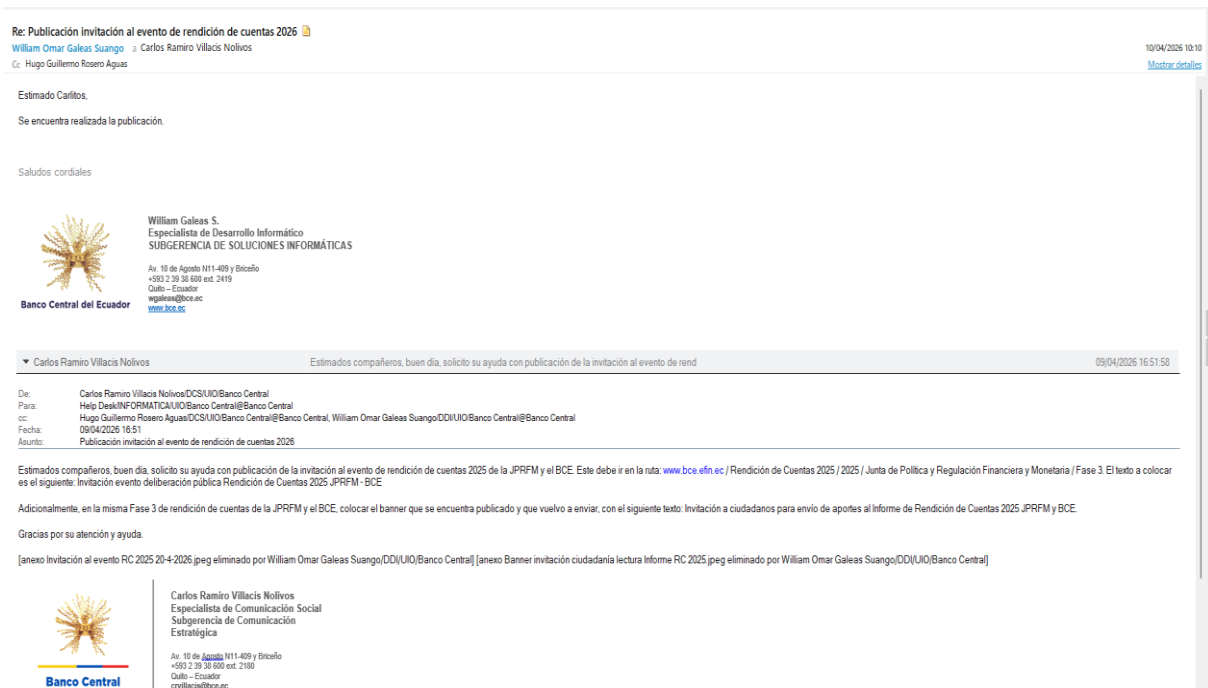 Re: Publicación invitación al evento de rendición de cuentas 2026
William Omar Galeas Suango a Carlos Ramiro Villacis Nolivos
10/04/2026 10:10
Cc Hugo Guillermo Rosero Aguas
Mostrar detalles
Estimado Carlitos,
Se encuentra realizada la publicación.
Saludos cordiales
Banco Central del Ecuador
William Galeas S.
Especialista de Desarrollo Informático
SUBGERENCIA DE SOLUCIONES INFORMÁTICAS
Av. 10 de Agosto N11-409 y Briceño
+593 2 39 38 600 ext. 2419
Quito – Ecuador
wgaleas@bce.ec
www.bce.ec
Carlos Ramiro Villacis Nolivos Estimados compañeros, buen día, solicito su ayuda con publicación de la invitación al evento de rend 09/04/2026 16:51:58
De: Carlos Ramiro Villacis Nolivos/DCS/UIO/Banco Central
Para: Help Desk/INFORMATICA/UIO/Banco Central@Banco Central
cc: Hugo Guillermo Rosero Aguas/DCS/UIO/Banco Central@Banco Central, William Omar Galeas Suango/DDI/UIO/Banco Central@Banco Central
Fecha: 09/04/2026 16:51
Asunto: Publicación invitación al evento de rendición de cuentas 2026
Estimados compañeros, buen día, solicito su ayuda con publicación de la invitación al evento de rendición de cuentas 2025 de la JPRFM y el BCE. Este debe ir en la ruta: www.bce.efin.ec / Rendición de Cuentas 2025 / 2025 / Junta de Política y Regulación Financiera y Monetaria / Fase 3. El texto a colocar
es el siguiente: Invitación evento deliberación pública Rendición de Cuentas 2025 JPRFM - BCE
Adicionalmente, en la misma Fase 3 de rendición de cuentas de la JPRFM y el BCE, colocar el banner que se encuentra publicado y que vuelvo a enviar, con el siguiente texto: Invitación a ciudadanos para envío de aportes al Informe de Rendición de Cuentas 2025 JPRFM y BCE.
Gracias por su atención y ayuda.
[anexo Invitación al evento RC 2025 20-4-2026.jpeg eliminado por William Omar Galeas Suango/DDI/UIO/Banco Central] [anexo Banner invitación ciudadanía lectura Informe RC 2025.jpeg eliminado por William Omar Galeas Suango/DDI/UIO/Banco Central]
Banco Central
Carlos Ramiro Villacis Nolivos
Especialista de Comunicación Social
Subgerencia de Comunicación
Estratégica
Av. 10 de Agosto N11-409 y Briceño
+593 2 39 38 600 ext. 2180
Quito – Ecuador
crvillacis@bce.ec